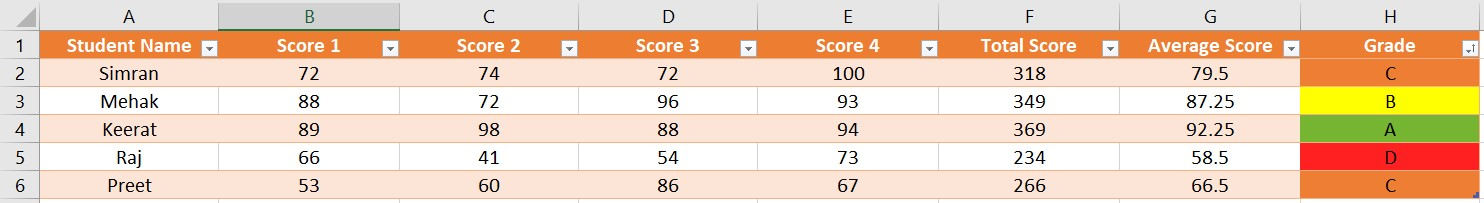 A B C D E F G H
1 Student Name Score 1 Score 2 Score 3 Score 4 Total Score Average Score Grade
2 Simran 72 74 72 100 318 79.5 C
3 Mehak 88 72 96 93 349 87.25 B
4 Keerat 89 98 88 94 369 92.25 A
5 Raj 66 41 54 73 234 58.5 D
6 Preet 53 60 86 67 266 66.5 C